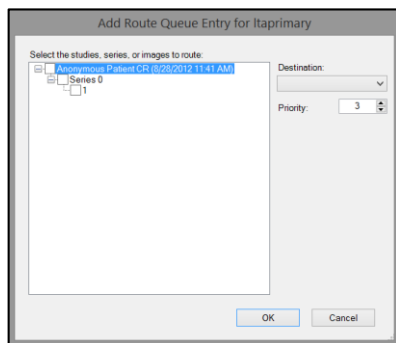 Add Route Queue Entry for ltaprimary
Select the studies, series, or images to route:
Anonymous Patient CR (8/28/2012 11:41 AM)
Series 0
1
Destination:
Priority:
3
OK
Cancel